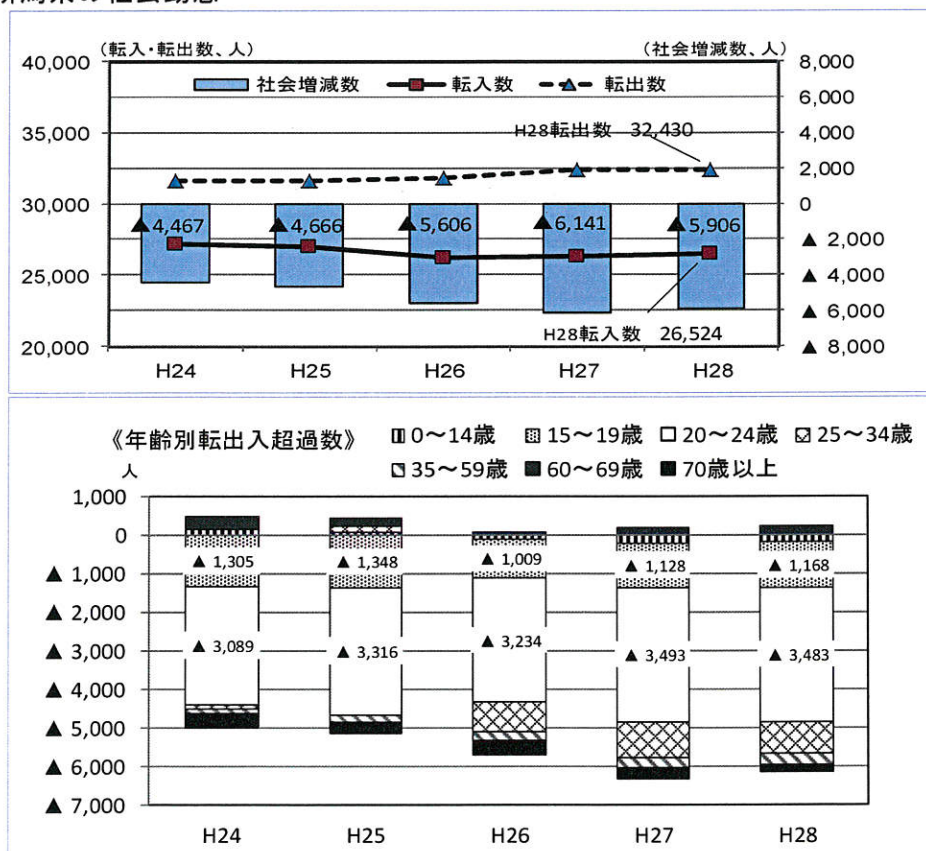 (転入・転出数、人) (社会増減数、人)
40,000 8,000
社会増減数 転入数 転出数
6,000
35,000 4,000
H28転出数 32,430
2,000
30,000 0
▲4,467 ▲4,666 ▲5,606 ▲6,141 ▲5,906
▲ 2,000
25,000 ▲ 4,000
▲ 6,000
H28転入数 26,524
20,000 ▲ 8,000
H24 H25 H26 H27 H28
《年齢別転出入超過数》 0～14歳 15～19歳 20～24歳 25～34歳
人 35～59歳 60～69歳 70歳以上
1,000
0
▲ 1,305 ▲ 1,348 ▲ 1,009 ▲ 1,128 ▲ 1,168
▲ 1,000
▲ 2,000
▲ 3,089 ▲ 3,316 ▲ 3,234 ▲ 3,493 ▲ 3,483
▲ 3,000
▲ 4,000
▲ 5,000
▲ 6,000
▲ 7,000
H24 H25 H26 H27 H28